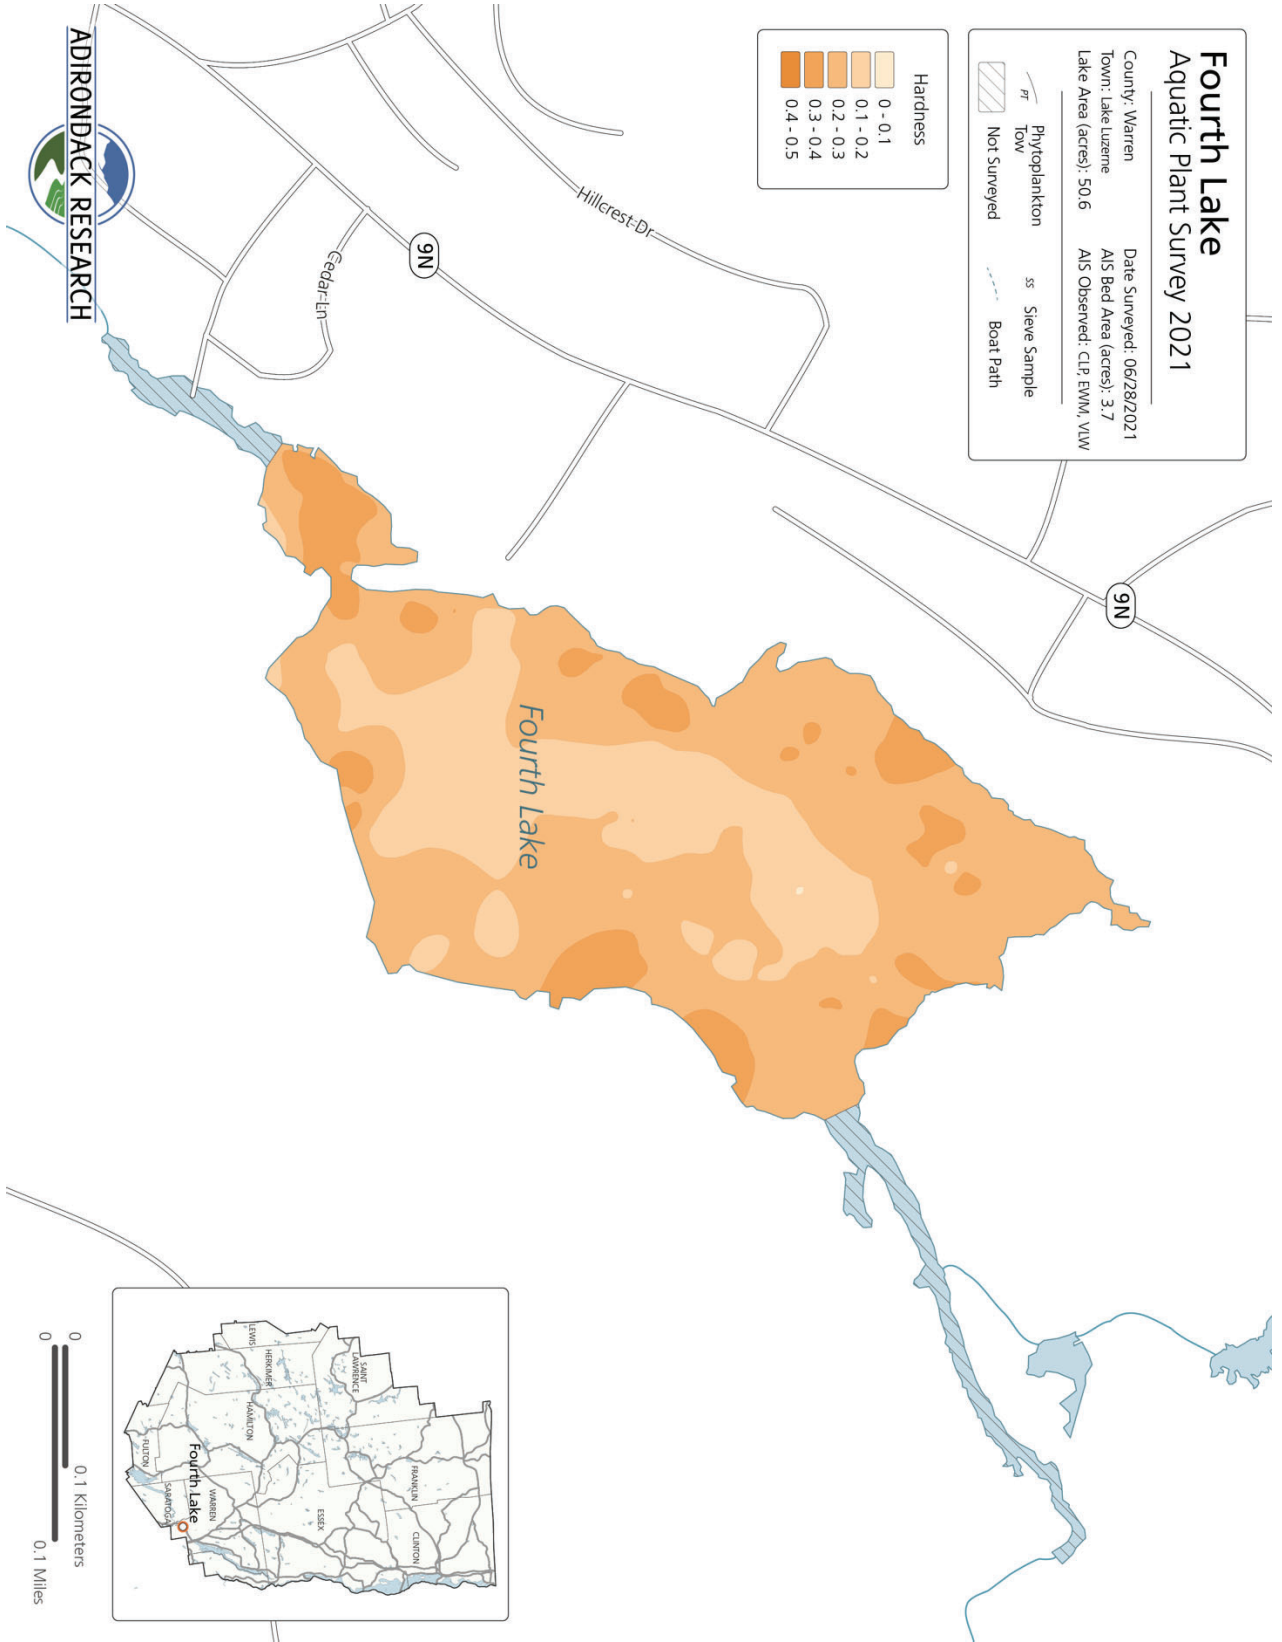 Fourth Lake
Aquatic Plant Survey 2021
County: Warren
Town: Lake Luzerne
Lake Area (acres): 50.6
Date Surveyed: 06/28/2021
AIS Bed Area (acres): 3.7
AIS Observed: CLP, EWM, VLW
PT
Phytoplankton
Tow
SS
Sieve Sample
Not Surveyed
Boat Path
Hardness
0 - 0.1
0.1 - 0.2
0.2 - 0.3
0.3 - 0.4
0.4 - 0.5
Hillcrest-Dr
9N
9N
Cedar-Ln
Fourth Lake
ADIRONDACK RESEARCH
SAINT
LAWRENCE
FRANKLIN
CLINTON
ESSEX
LEWIS
HERKIMER
HAMILTON
WARREN
FULTON
SARATOGA
Fourth Lake
0
0.1 Kilometers
0
0.1 Miles